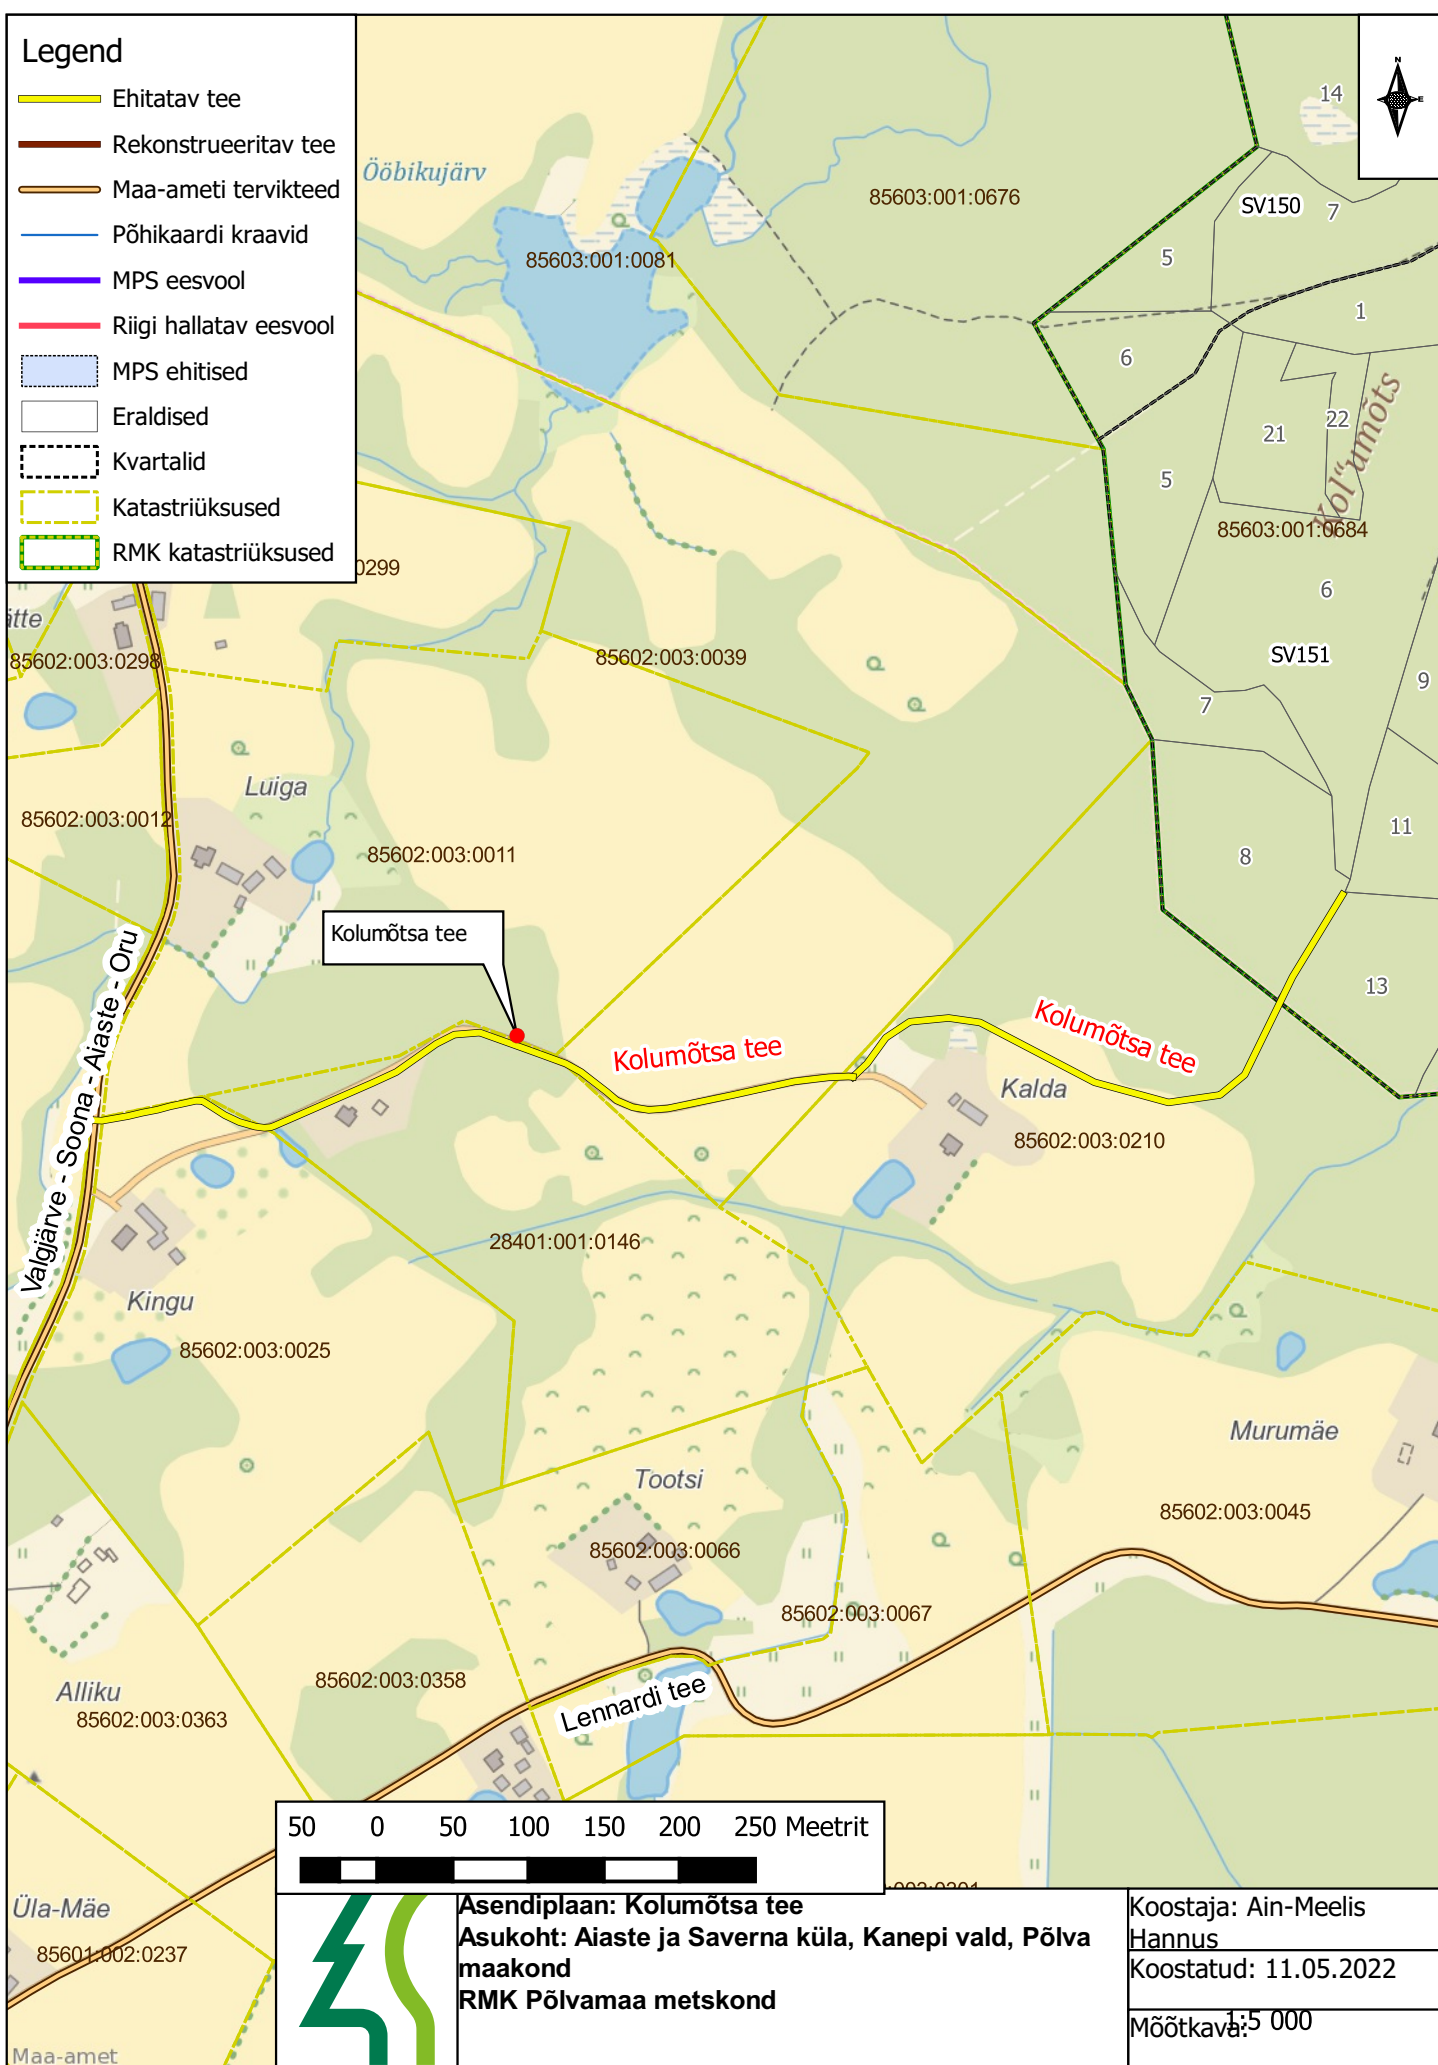 Legend
Ehitatav tee
Rekonstrueeritav tee
Maa-ameti tervikteed
Põhikaardi kraavid
MPS eesvool
Riigi hallatav eesvool
MPS ehitised
Eraldised
Kvartalid
Katastriüksused
RMK katastriüksused
N
E
14
Ööbikujärv
85603:001:0676
SV150
7
85603:001:0081
5
1
6
Kol"umõts
22
21
5
85603:001:0684
0299
6
ätte
85602:003:0298
85602:003:0039
SV151
9
7
Luiga
85602:003:0012
85602:003:0011
11
8
Kolumõtsa tee
13
Valgjärve - Soona - Aiaste - Oru
Kolumõtsa tee
Kolumõtsa tee
Kalda
85602:003:0210
28401:001:0146
Kingu
85602:003:0025
Murumäe
Tootsi
85602:003:0045
85602:003:0066
85602:003:0067
Alliku
85602:003:0358
85602:003:0363
Lennardi tee
50 0 50 100 150 200 250 Meetrit
Üla-Mäe
85601:002:0237
Maa-amet
Asendiplaan: Kolumõtsa tee
Asukoht: Aiaste ja Saverna küla, Kanepi vald, Põlva
maakond
RMK Põlvamaa metskond
Koostaja: Ain-Meelis
Hannus
Koostatud: 11.05.2022
Mõõtkava: 1:5 000